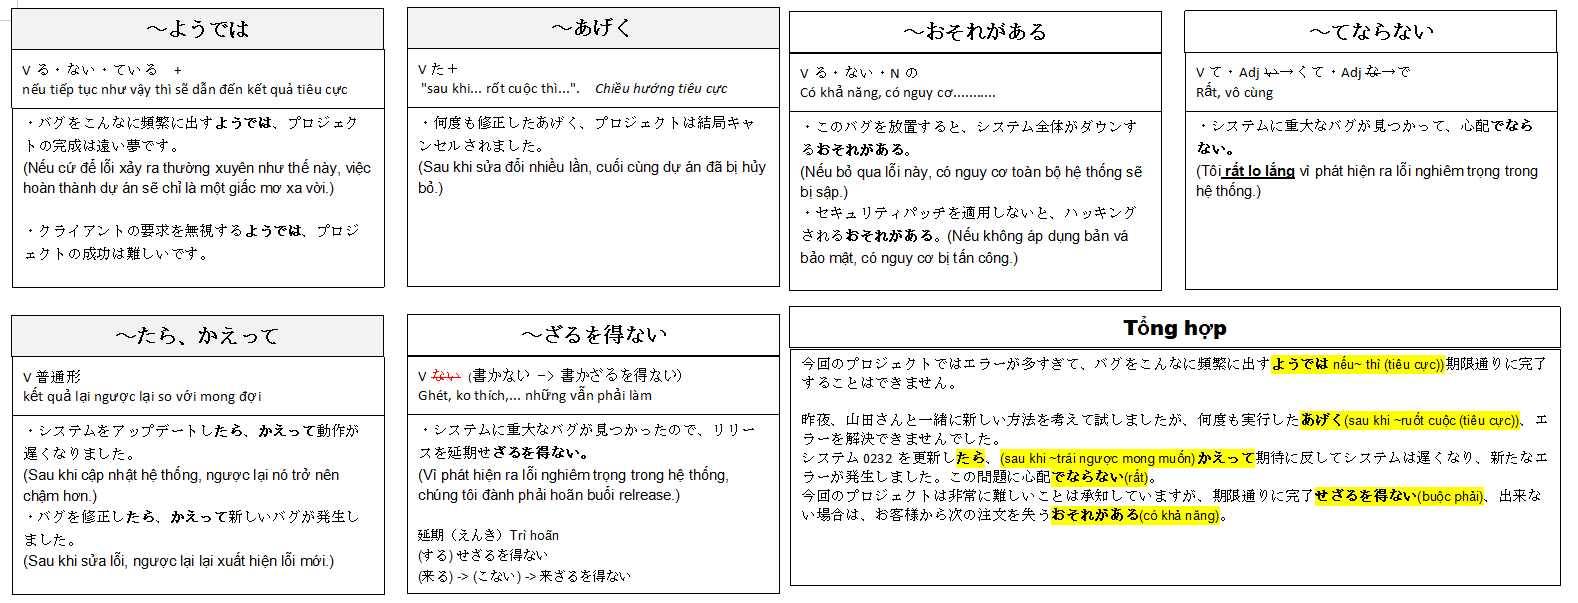 ～ようでは
V る・ない・ている　+
nếu tiếp tục như vậy thì sẽ dẫn đến kết quả tiêu cực
・バグをこんなに頻繁に出すようでは、プロジェク
トの完成は遠い夢です。
(Nếu cứ để lỗi xảy ra thường xuyên như thế này, việc
hoàn thành dự án sẽ chỉ là một giấc mơ xa vời.)
・クライアントの要求を無視するようでは、プロジ
ェクトの成功は難しいです。
～あげく
V た＋
"sau khi... rốt cuộc thì...". Chiều hướng tiêu cực
・何度も修正したあげく、プロジェクトは結局キャ
ンセルされました。
(Sau khi sửa đổi nhiều lần, cuối cùng dự án đã bị hủy
bỏ.)
～おそれがある
V る・ない・N の
Có khả năng, có nguy cơ...........
・このバグを放置すると、システム全体がダウンす
るおそれがある。
(Nếu bỏ qua lỗi này, có nguy cơ toàn bộ hệ thống sẽ
bị sập.)
・セキュリティパッチを適用しないと、ハッキング
されるおそれがある。(Nếu không áp dụng bản vá
bảo mật, có nguy cơ bị tấn công.)
～てならない
V て・Adj い→くて・Adj な→で
Rất, vô cùng
・システムに重大なバグが見つかって、心配でなら
ない。
(Tôi rất lo lắng vì phát hiện ra lỗi nghiêm trọng trong
hệ thống.)
～たら、かえって
V 普通形
kết quả lại ngược lại so với mong đợi
・システムをアップデートしたら、かえって動作が
遅くなりました。
(Sau khi cập nhật hệ thống, ngược lại nó trở nên
chậm hơn.)
・バグを修正したら、かえって新しいバグが発生し
ました。
(Sau khi sửa lỗi, ngược lại lại xuất hiện lỗi mới.)
～ざるを得ない
V ない (書かない -> 書かざるを得ない)
Ghét, ko thích,... những vẫn phải làm
・システムに重大なバグが見つかったので、リリー
スを延期せざるを得ない。
(Vì phát hiện ra lỗi nghiêm trọng trong hệ thống,
chúng tôi đành phải hoãn buổi relrease.)
延期（えんき）Trì hoãn
(する) せざるを得ない
(来る) -> (こない) -> 来ざるを得ない
Tổng hợp
今回のプロジェクトではエラーが多すぎて、バグをこんなに頻繁に出すようでは nếu~ thì (tiêu cực))期限通りに完了
することはできません。
昨夜、山田さんと一緒に新しい方法を考えて試しましたが、何度も実行したあげく(sau khi ~ruốt cuộc (tiêu cực))、エ
ラーを解決できませんでした。
システム 0232 を更新したら、(sau khi ~trái ngược mong muốn) かえって期待に反してシステムは遅くなり、新たなエ
ラーが発生しました。この問題に心配でならない(rất)。
今回のプロジェクトは非常に難しいことは承知していますが、期限通りに完了せざるを得ない(buộc phải)、出来な
い場合は、お客様から次の注文を失うおそれがある(có khả năng)。